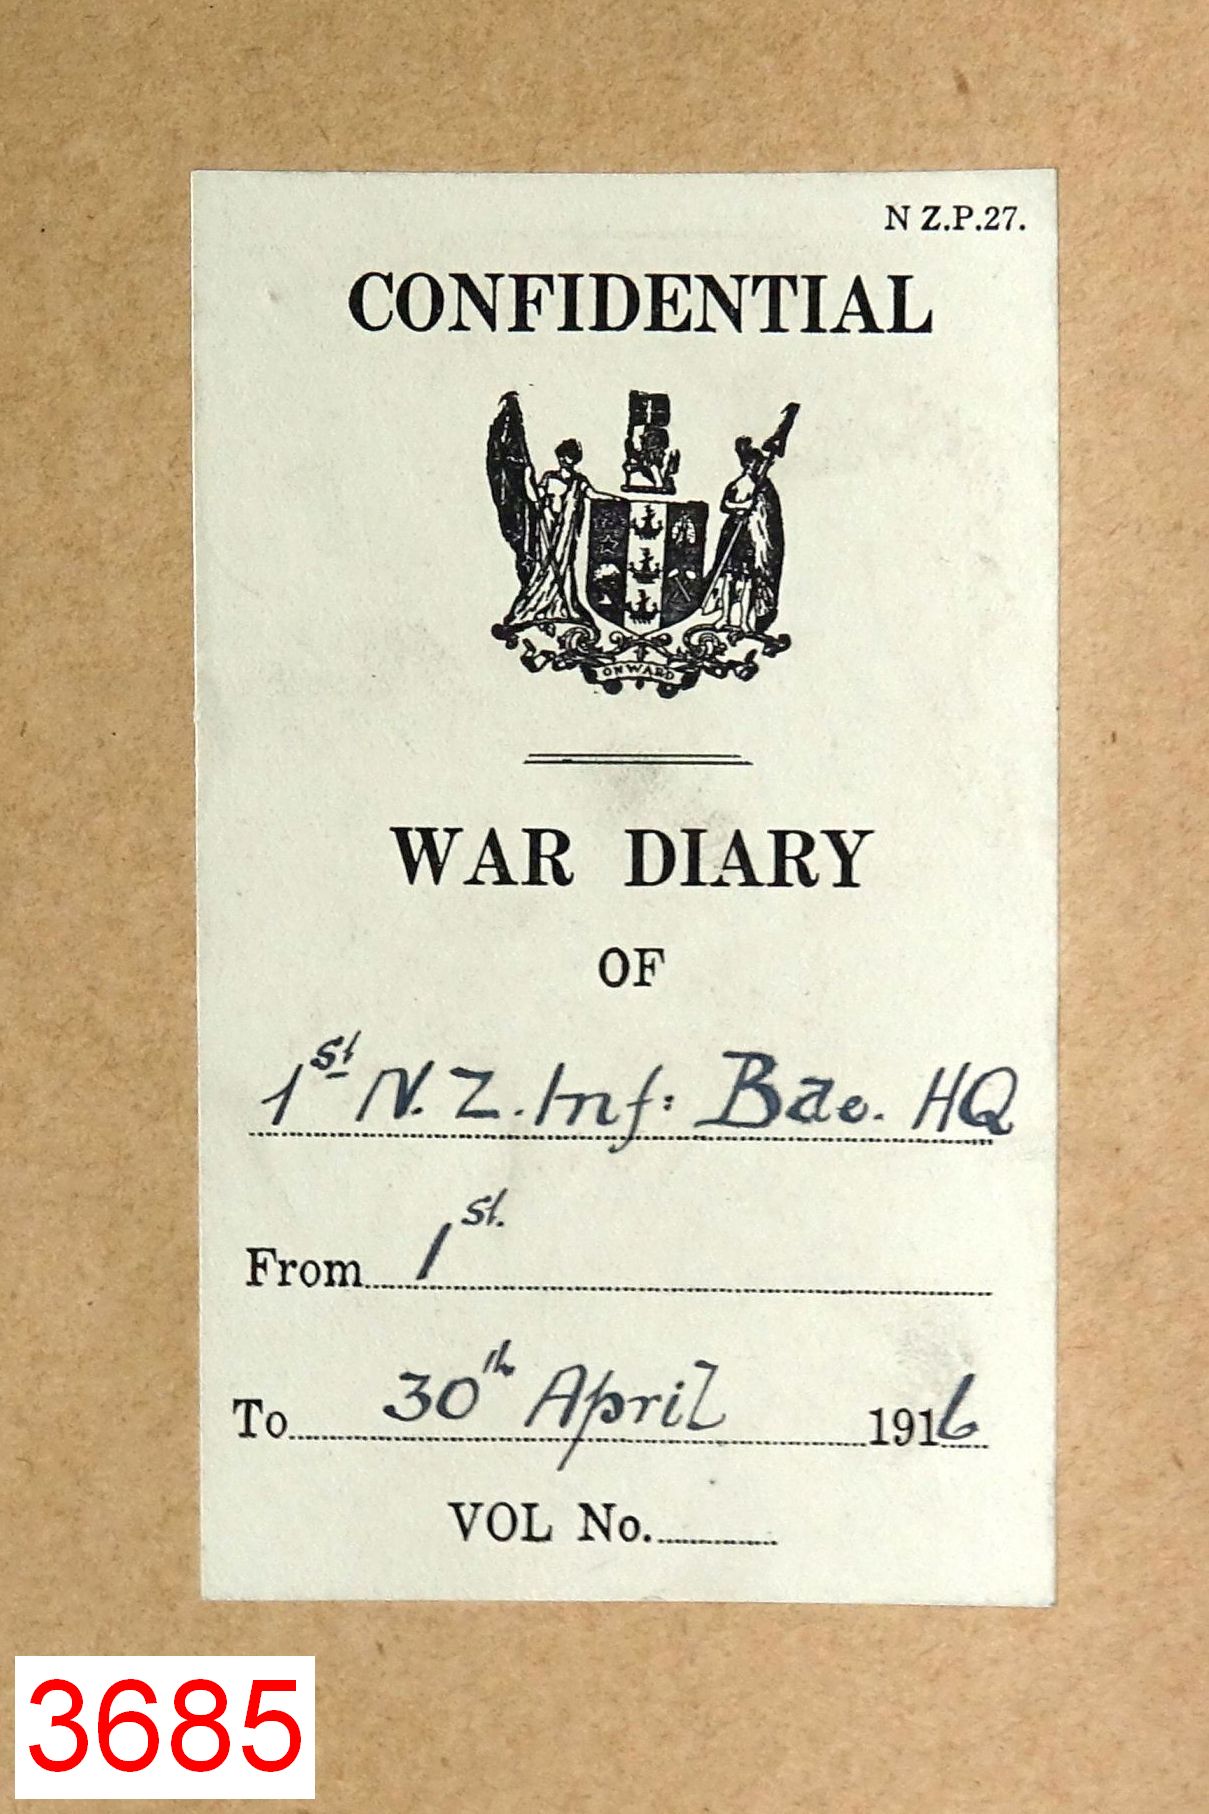 N Z.P.27.
CONFIDENTIAL
ONWARD
WAR DIARY
OF
1st N.Z. Inf: Bde. HQ
From 1st.
To 30th April 1916
VOL No.
3685